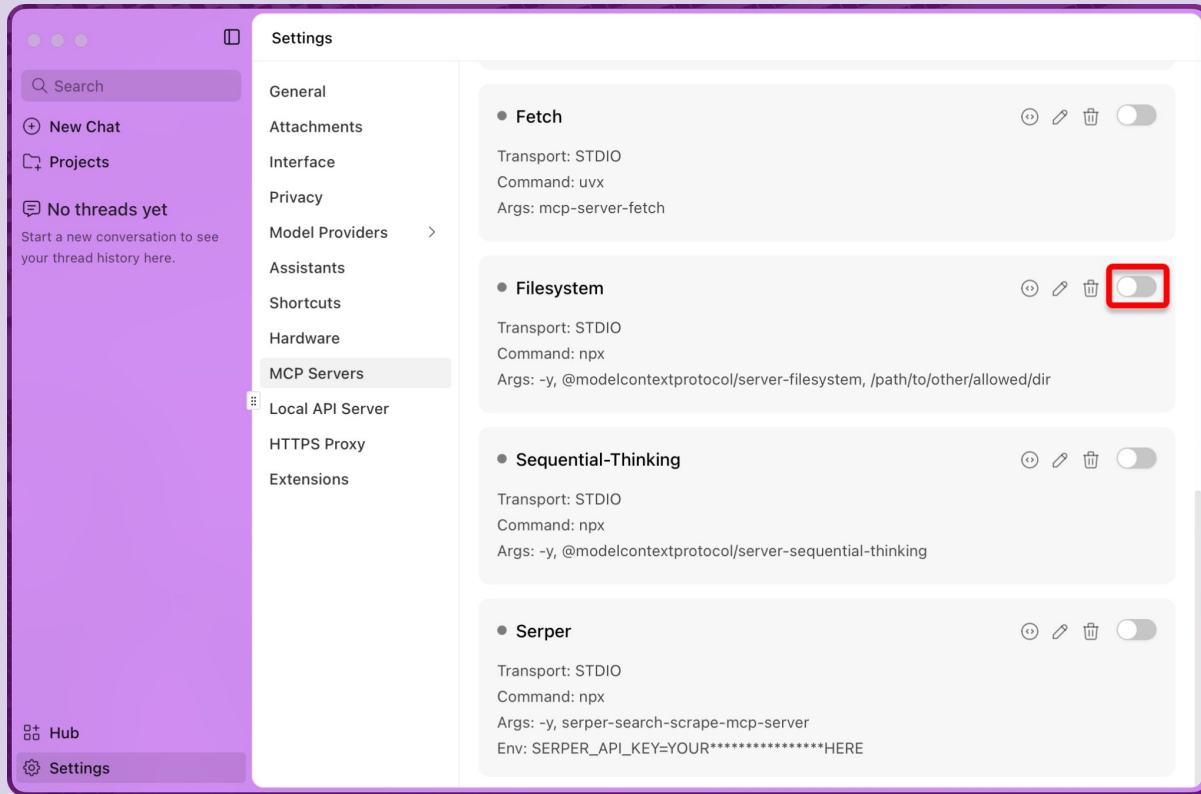 Settings
Search
New Chat
Projects
No threads yet
Start a new conversation to see
your thread history here.
Hub
Settings
General
Attachments
Interface
Privacy
Model Providers
Assistants
Shortcuts
Hardware
MCP Servers
Local API Server
HTTPS Proxy
Extensions
Fetch
Transport: STDIO
Command: uvx
Args: mcp-server-fetch
Filesystem
Transport: STDIO
Command: npx
Args: -y, @modelcontextprotocol/server-filesystem, /path/to/other/allowed/dir
Sequential-Thinking
Transport: STDIO
Command: npx
Args: -y, @modelcontextprotocol/server-sequential-thinking
Serper
Transport: STDIO
Command: npx
Args: -y, serper-search-scrape-mcp-server
Env: SERPER_API_KEY=YOUR****************HERE